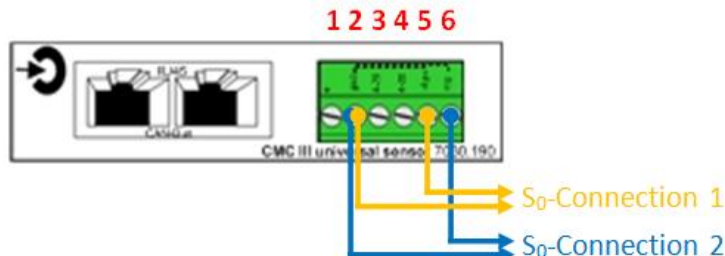 1 2 3 4 5 6
CAN-Bus
CMC III universal sensor 7030.190
S₀-Connection 1
S₀-Connection 2